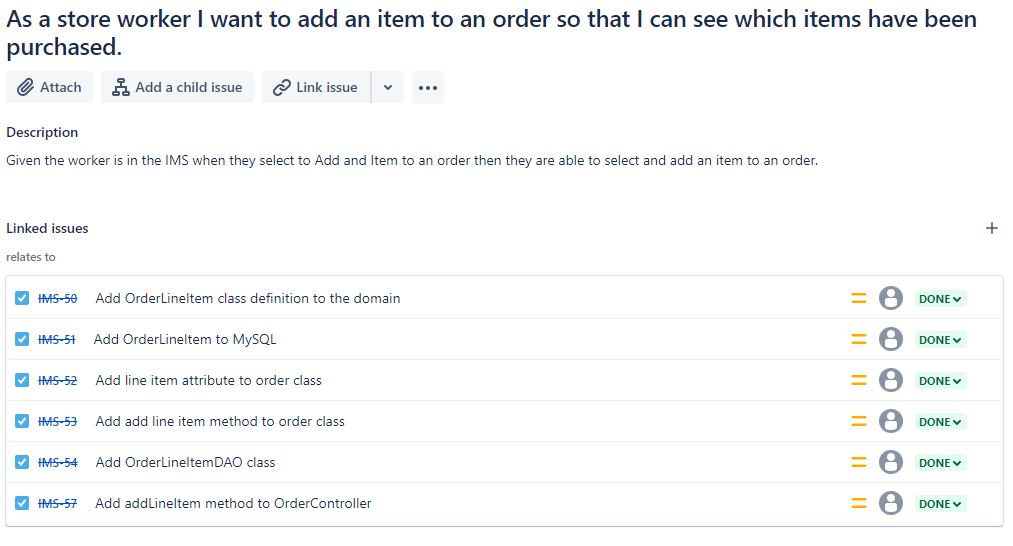 As a store worker I want to add an item to an order so that I can see which items have been
purchased.
Attach Add a child issue Link issue
Description
Given the worker is in the IMS when they select to Add and Item to an order then they are able to select and add an item to an order.
Linked issues
relates to
IMS-50 Add OrderLineItem class definition to the domain DONE
IMS-51 Add OrderLineItem to MySQL DONE
IMS-52 Add line item attribute to order class DONE
IMS-53 Add add line item method to order class DONE
IMS-54 Add OrderLineItemDAO class DONE
IMS-57 Add addLineItem method to OrderController DONE